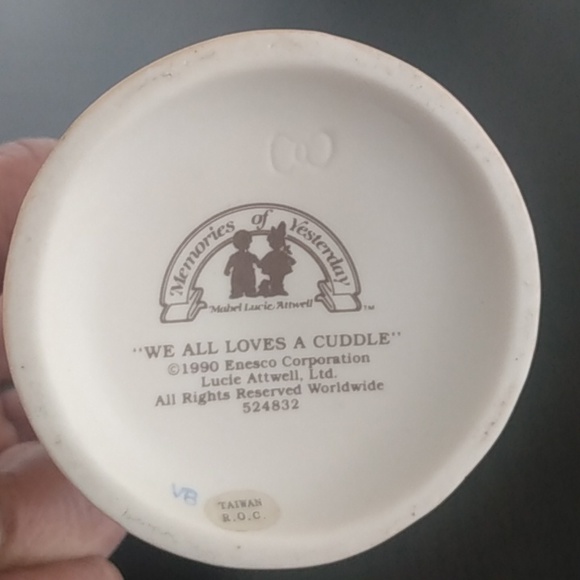 Memories of Yesterday
Mabel Lucie Attwell ™
"WE ALL LOVES A CUDDLE"
©1990 Enesco Corporation
Lucie Attwell, Ltd.
All Rights Reserved Worldwide
524832
VB
TAIWAN
R.O.C.